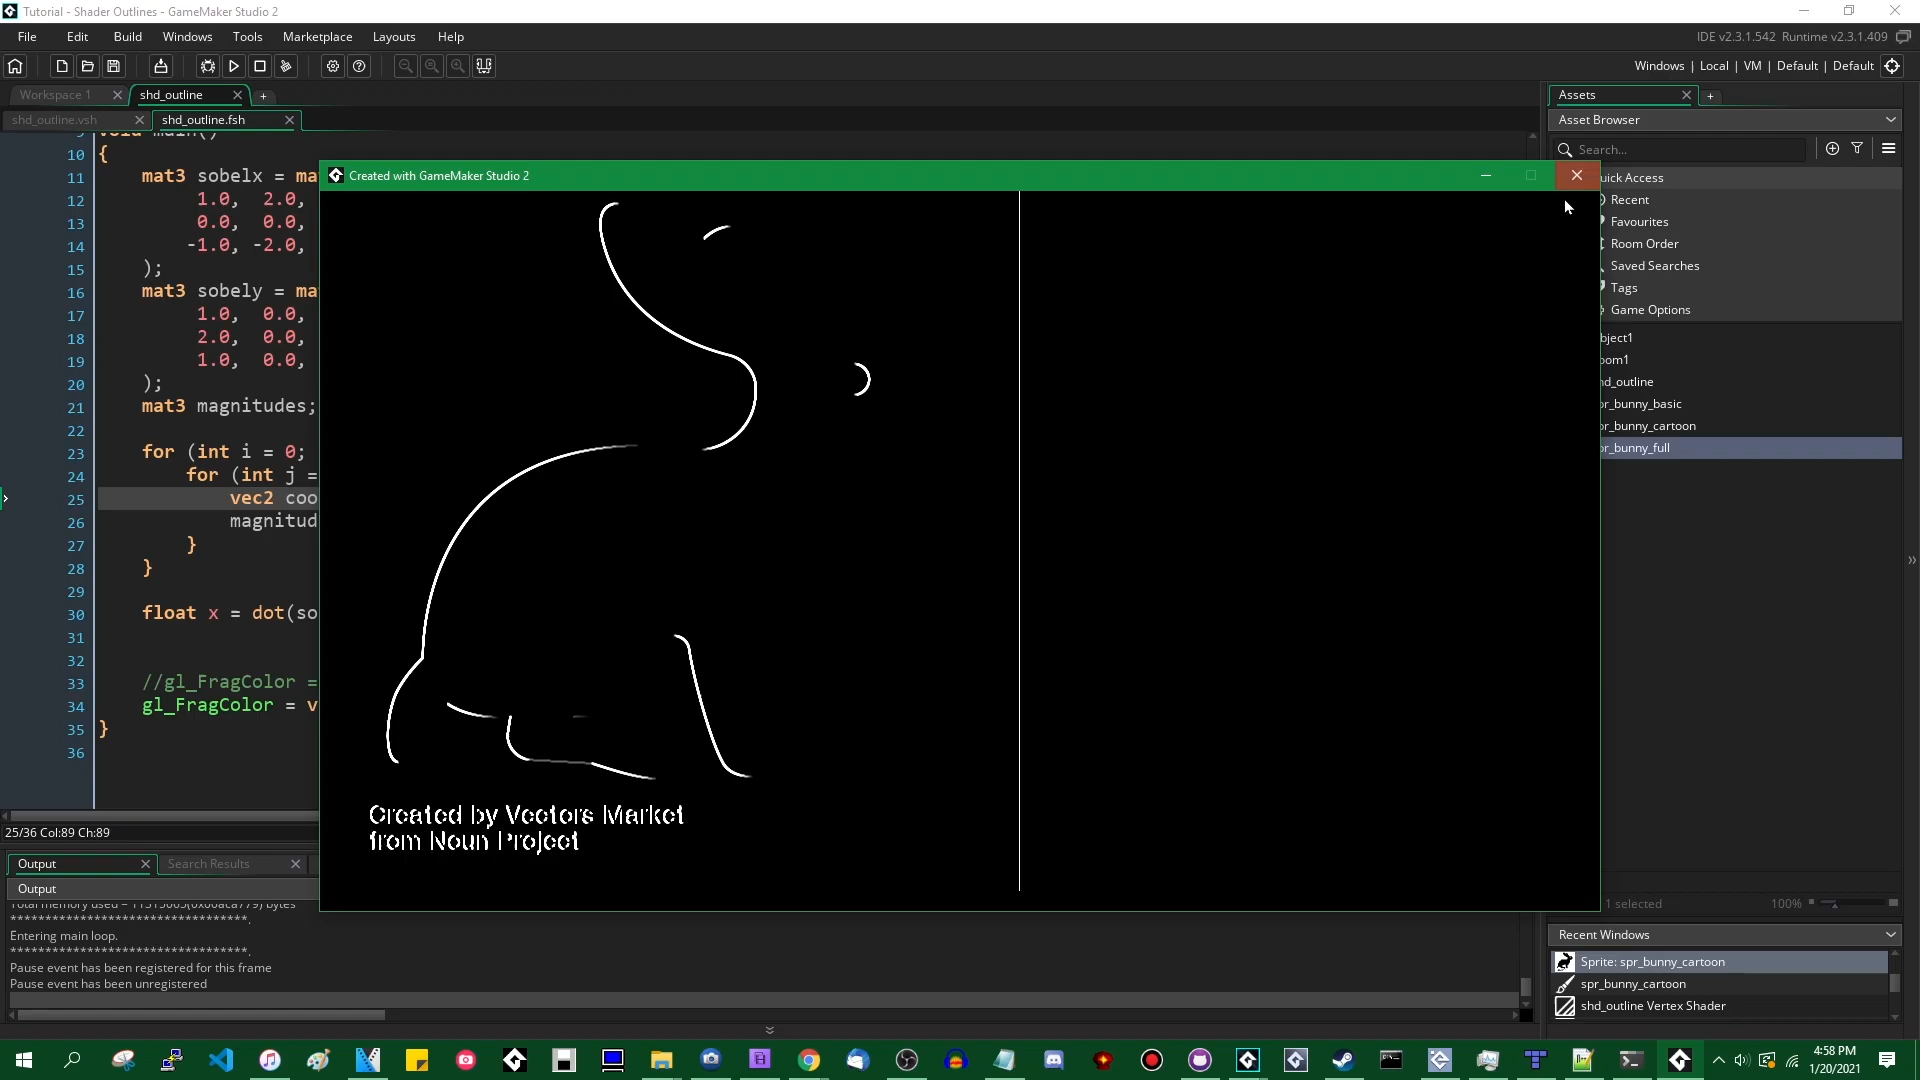 Tutorial - Shader Outlines - GameMaker Studio 2
File Edit Build Windows Tools Marketplace Layouts Help
IDE v2.3.1.542 Runtime v2.3.1.409
Windows | Local | VM | Default | Default
Workspace 1
shd_outline
Assets
shd_outline.vsh
shd_outline.fsh
Asset Browser
Search...
void main()
10 {
11 mat3 sobelx = ma
12 1.0, 2.0,
13 0.0, 0.0,
14 -1.0, -2.0,
15 );
16 mat3 sobely = ma
17 1.0, 0.0,
18 2.0, 0.0,
19 1.0, 0.0,
20 );
21 mat3 magnitudes;
22
23 for (int i = 0;
24 for (int j =
25 vec2 coo
26 magnitud
27 }
28 }
29
30 float x = dot(so
31
32
33 //gl_FragColor =
34 gl_FragColor = v
35 }
36
Created with GameMaker Studio 2
Created by Vectors Market
from Noun Project
uick Access
Recent
Favourites
Room Order
Saved Searches
Tags
Game Options
bject1
oom1
hd_outline
pr_bunny_basic
pr_bunny_cartoon
pr_bunny_full
25/36 Col:89 Ch:89
Output
Search Results
Output
**********************************.
Entering main loop.
**********************************.
Pause event has been registered for this frame
Pause event has been unregistered
1 selected
100%
Recent Windows
Sprite: spr_bunny_cartoon
spr_bunny_cartoon
shd_outline Vertex Shader
4:58 PM
1/20/2021